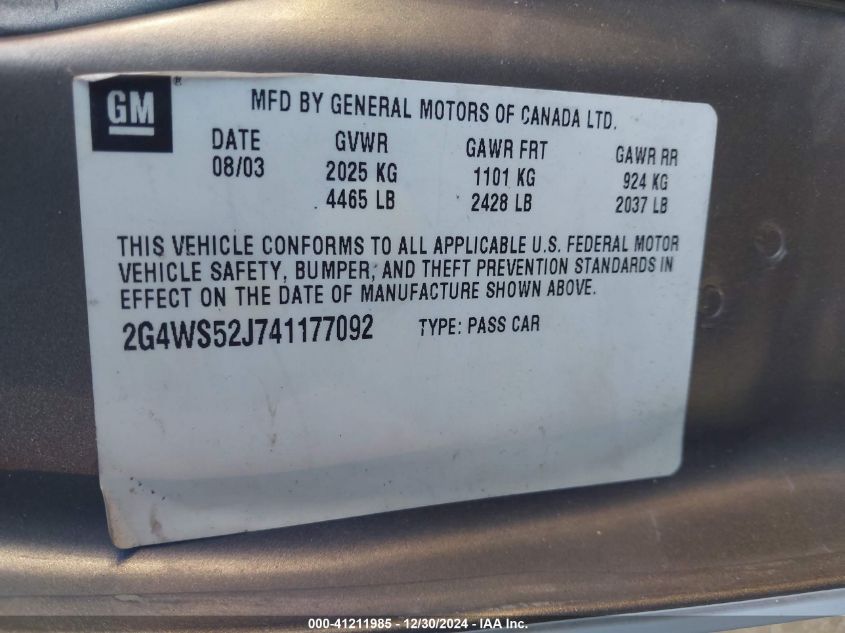 GM ®
MFD BY GENERAL MOTORS OF CANADA LTD.
DATE GVWR GAWR FRT GAWR RR
08/03 2025 KG 1101 KG 924 KG
4465 LB 2428 LB 2037 LB
THIS VEHICLE CONFORMS TO ALL APPLICABLE U.S. FEDERAL MOTOR
VEHICLE SAFETY, BUMPER, AND THEFT PREVENTION STANDARDS IN
EFFECT ON THE DATE OF MANUFACTURE SHOWN ABOVE.
2G4WS52J741177092 TYPE: PASS CAR
000-41211985 - 12/30/2024 - IAA Inc.